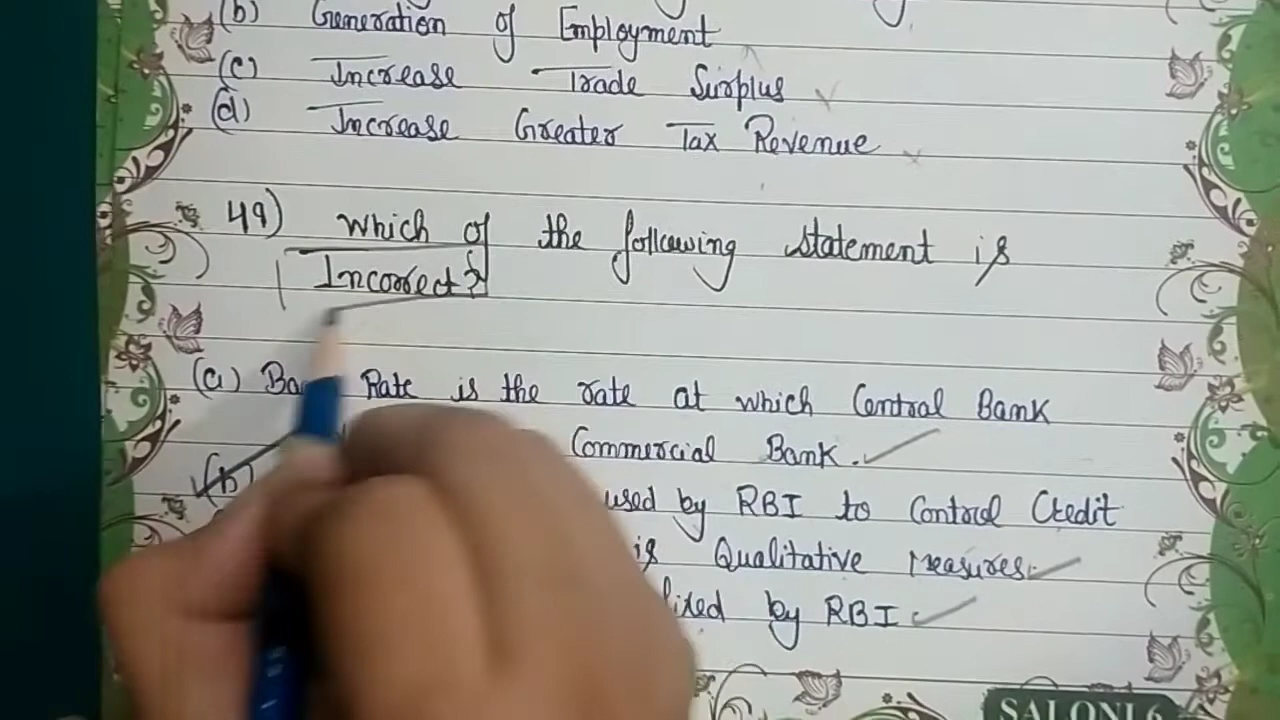 (b) Generation of Employment
(c) Increase Trade Surplus
(d) Increase Greater Tax Revenue
49) Which of the following statement is
Incorrect?
(a) Rate is the rate at which Central Bank
Commercial Bank.
(b) used by RBI to Control Credit
is Qualitative Measures.
by RBI
SALONI 6